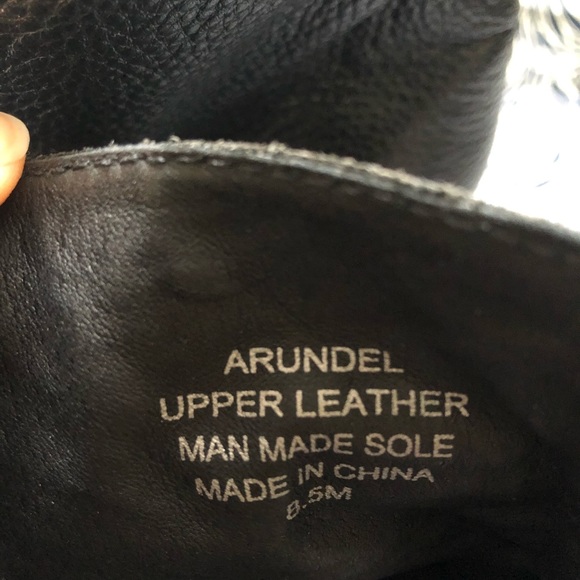 ARUNDEL
UPPER LEATHER
MAN MADE SOLE
MADE IN CHINA
8.5M